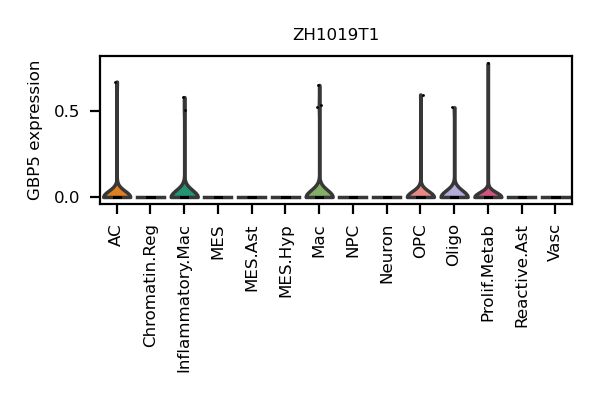 ZH1019T1
GBP5 expression
0.5
0.0
AC
Chromatin.Reg
Inflammatory.Mac
MES
MES.Ast
MES.Hyp
Mac
NPC
Neuron
OPC
Oligo
Prolif.Metab
Reactive.Ast
Vasc